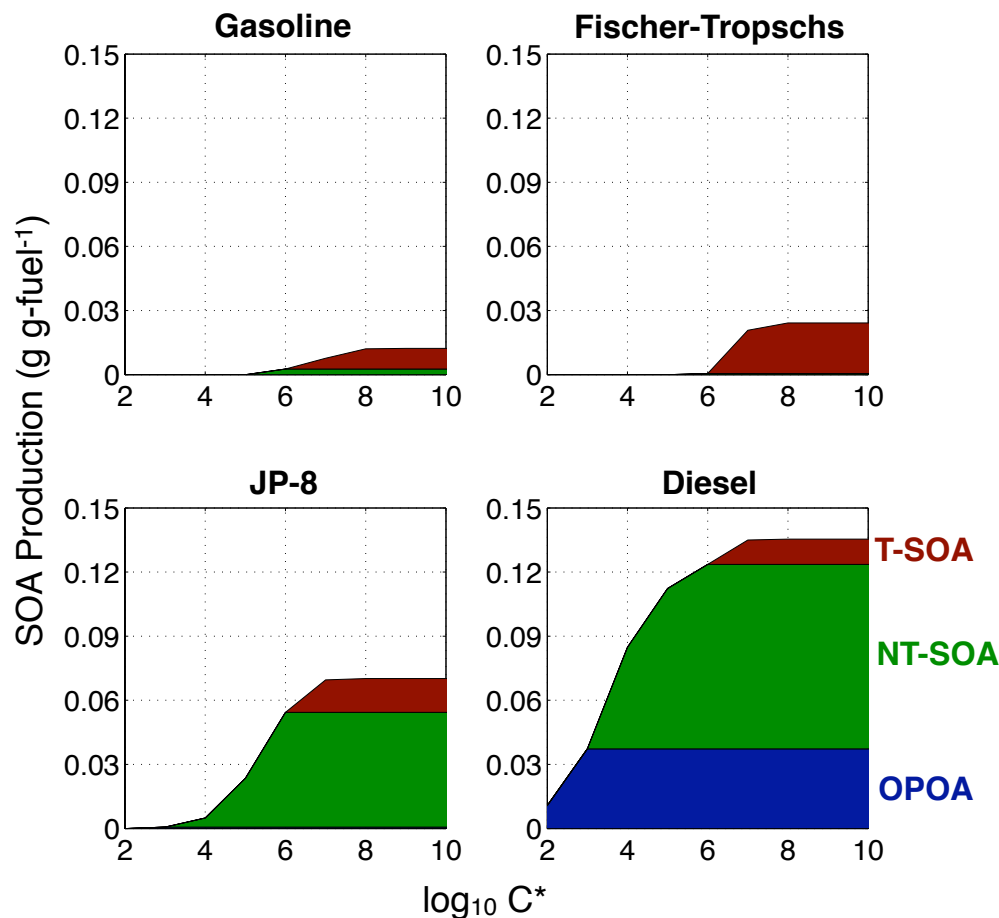 Gasoline
Fischer-Tropschs
0.15
0.12
0.09
0.06
0.03
0
2 4 6 8 10
0.15
0.12
0.09
0.06
0.03
0
2 4 6 8 10
SOA Production (g g-fuel⁻¹)
JP-8
Diesel
0.15
0.12
0.09
0.06
0.03
0
2 4 6 8 10
0.15
0.12
0.09
0.06
0.03
0
2 4 6 8 10
T-SOA
NT-SOA
OPOA
log₁₀ C*